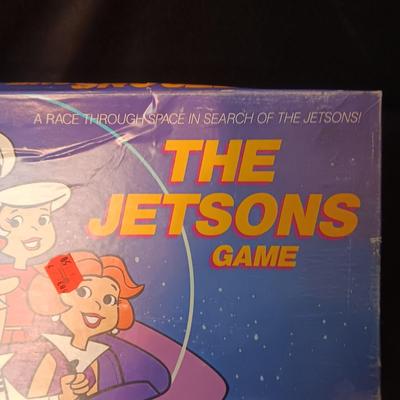 A RACE THROUGH SPACE IN SEARCH OF THE JETSONS!
THE
JETSONS
GAME